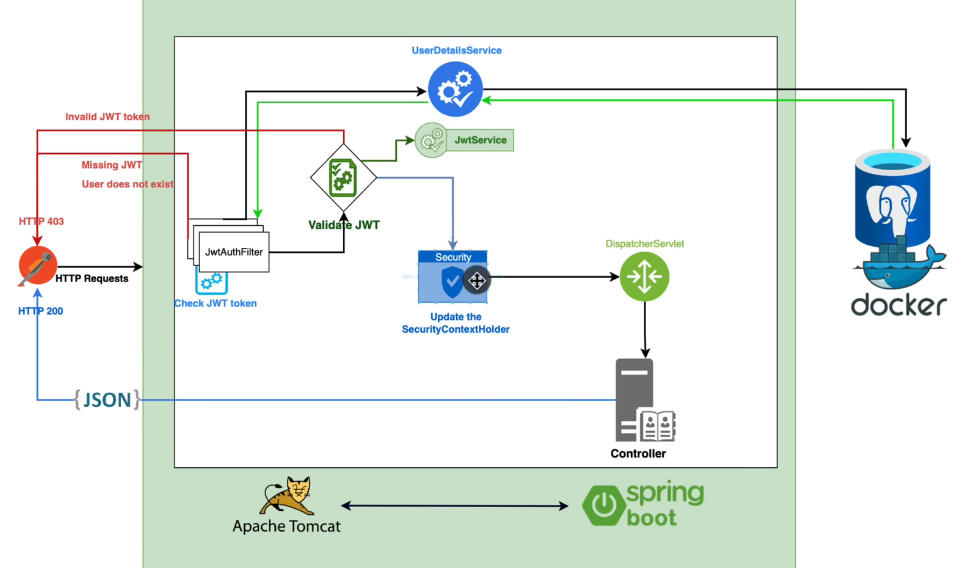 UserDetailsService
Invalid JWT token
JwtService
Missing JWT
User does not exist
Validate JWT
HTTP 403
JwtAuthFilter
DispatcherServlet
Security
HTTP Requests
Check JWT token
HTTP 200
Update the
SecurityContextHolder
docker
{JSON}
Controller
Apache Tomcat
spring
boot